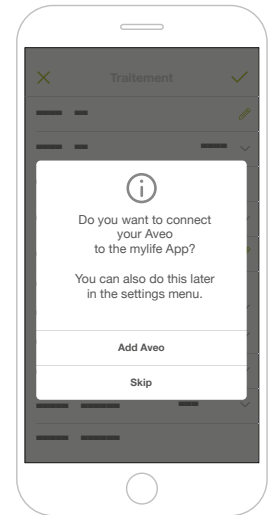 Traitement
Do you want to connect
your Aveo
to the mylife App?
You can also do this later
in the settings menu.
Add Aveo
Skip